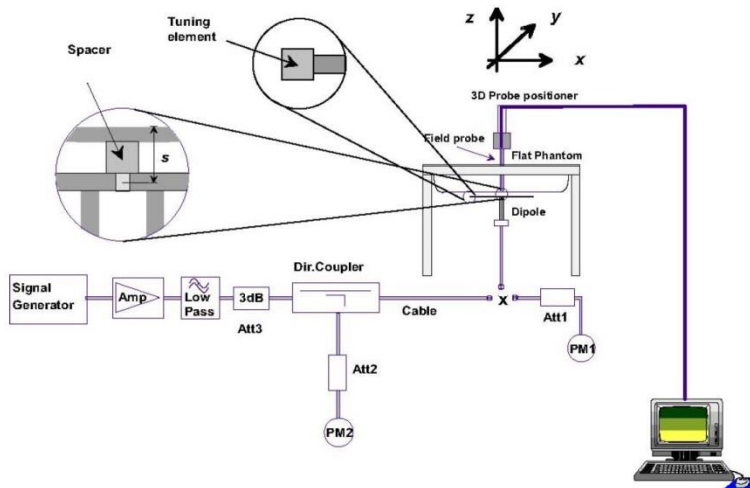 Tuning
element
Spacer
s
z
y
x
3D Probe positioner
Field probe
Flat Phantom
Dipole
Signal
Generator
Amp
Low
Pass
3dB
Att3
Dir.Coupler
Cable
x
Att1
PM1
Att2
PM2